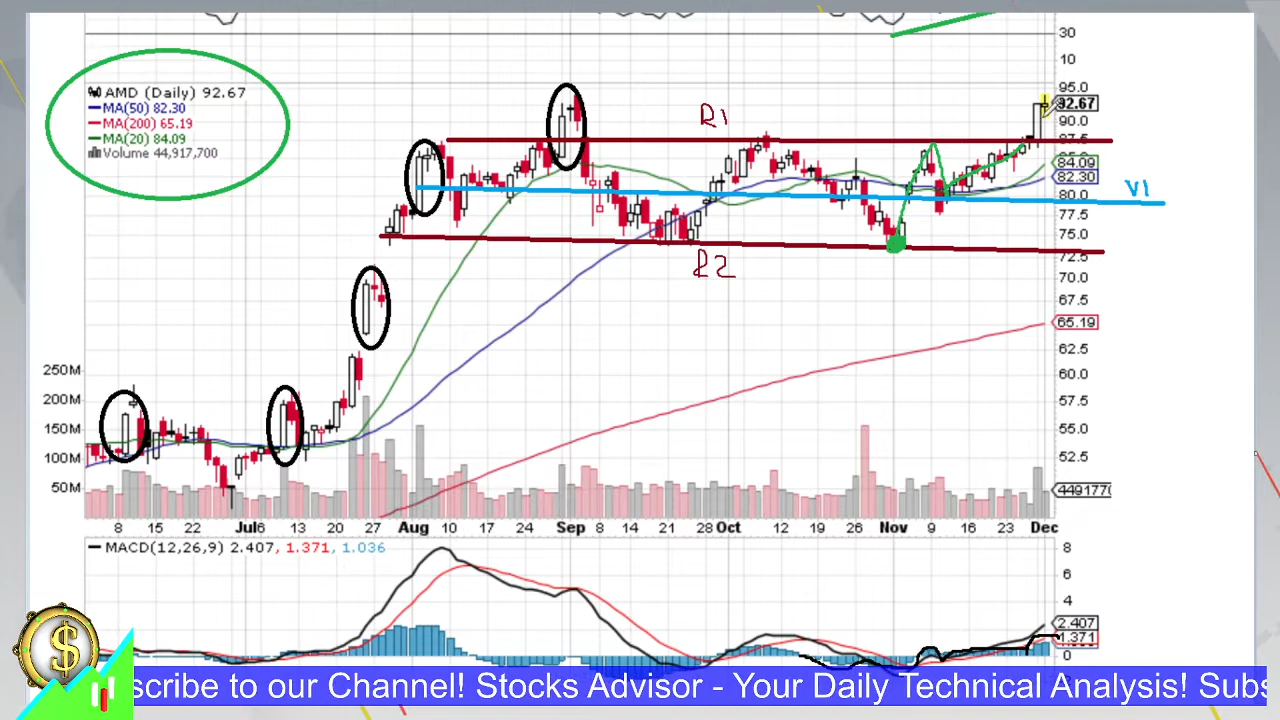 30
10
AMD (Daily) 92.67
MA(50) 82.30
MA(200) 65.19
MA(20) 84.09
Volume 44,917,700
95.0
92.67
90.0
87.5
84.09
82.30
80.0
77.5
75.0
72.5
70.0
67.5
65.19
62.5
60.0
57.5
55.0
52.5
R1
V1
R2
250M
200M
150M
100M
50M
449177
8 15 22 Jul 6 13 20 27 Aug 10 17 24 Sep 8 14 21 28 Oct 12 19 26 Nov 9 16 23 Dec
MACD(12,26,9) 2.407, 1.371, 1.036
8
6
4
2.407
1.371
0
scribe to our Channel! Stocks Advisor - Your Daily Technical Analysis! Subs
$